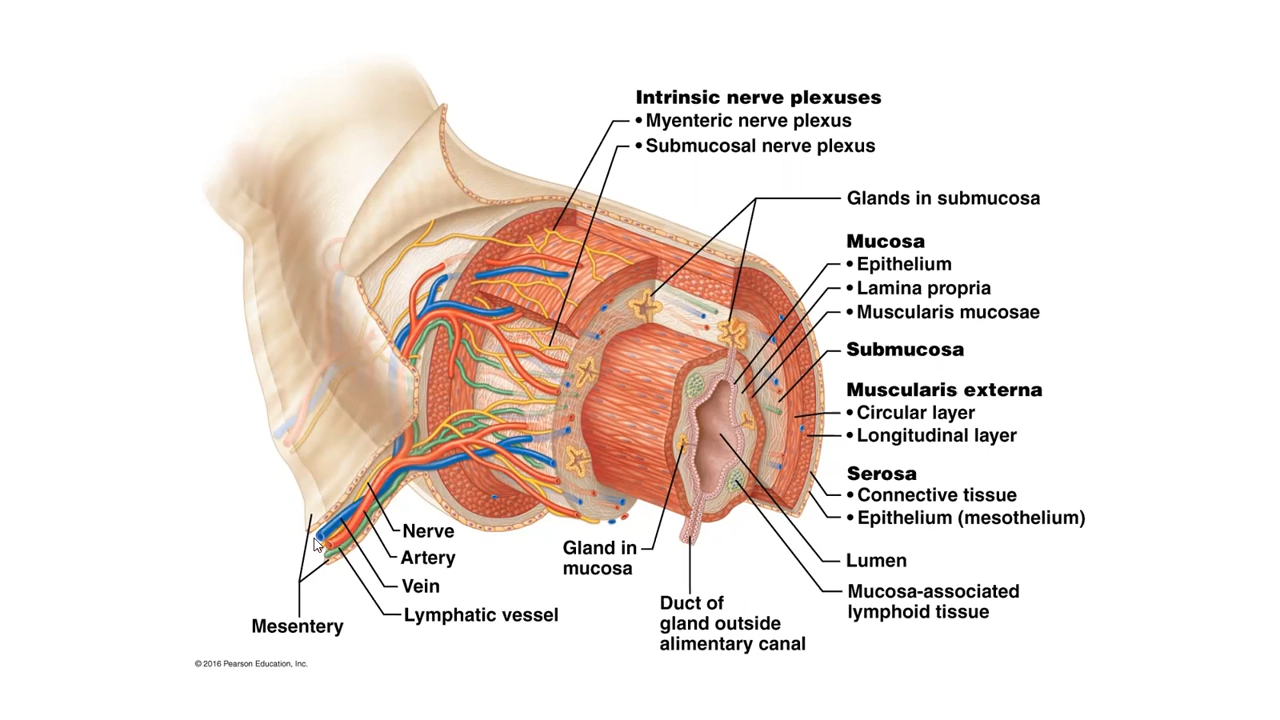 Intrinsic nerve plexuses
• Myenteric nerve plexus
• Submucosal nerve plexus
Glands in submucosa
Mucosa
• Epithelium
• Lamina propria
• Muscularis mucosae
Submucosa
Muscularis externa
• Circular layer
• Longitudinal layer
Serosa
• Connective tissue
• Epithelium (mesothelium)
Lumen
Mucosa-associated
lymphoid tissue
Nerve
Artery
Vein
Lymphatic vessel
Mesentery
Gland in
mucosa
Duct of
gland outside
alimentary canal
© 2016 Pearson Education, Inc.